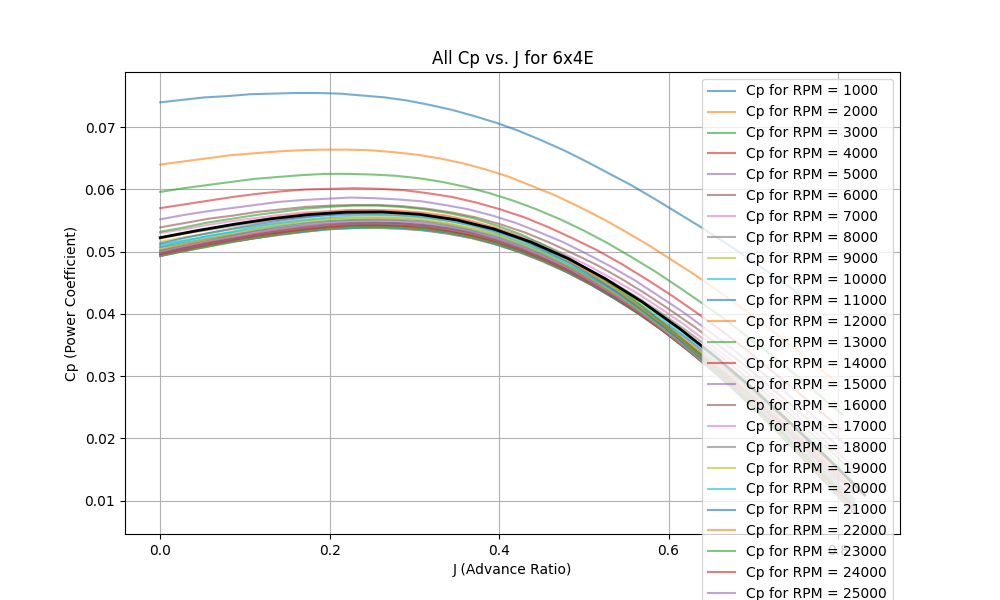 All Cp vs. J for 6x4E
Cp (Power Coefficient)
0.07
0.06
0.05
0.04
0.03
0.02
0.01
0.0
0.2
0.4
0.6
0.8
J (Advance Ratio)
Cp for RPM = 1000
Cp for RPM = 2000
Cp for RPM = 3000
Cp for RPM = 4000
Cp for RPM = 5000
Cp for RPM = 6000
Cp for RPM = 7000
Cp for RPM = 8000
Cp for RPM = 9000
Cp for RPM = 10000
Cp for RPM = 11000
Cp for RPM = 12000
Cp for RPM = 13000
Cp for RPM = 14000
Cp for RPM = 15000
Cp for RPM = 16000
Cp for RPM = 17000
Cp for RPM = 18000
Cp for RPM = 19000
Cp for RPM = 20000
Cp for RPM = 21000
Cp for RPM = 22000
Cp for RPM = 23000
Cp for RPM = 24000
Cp for RPM = 25000